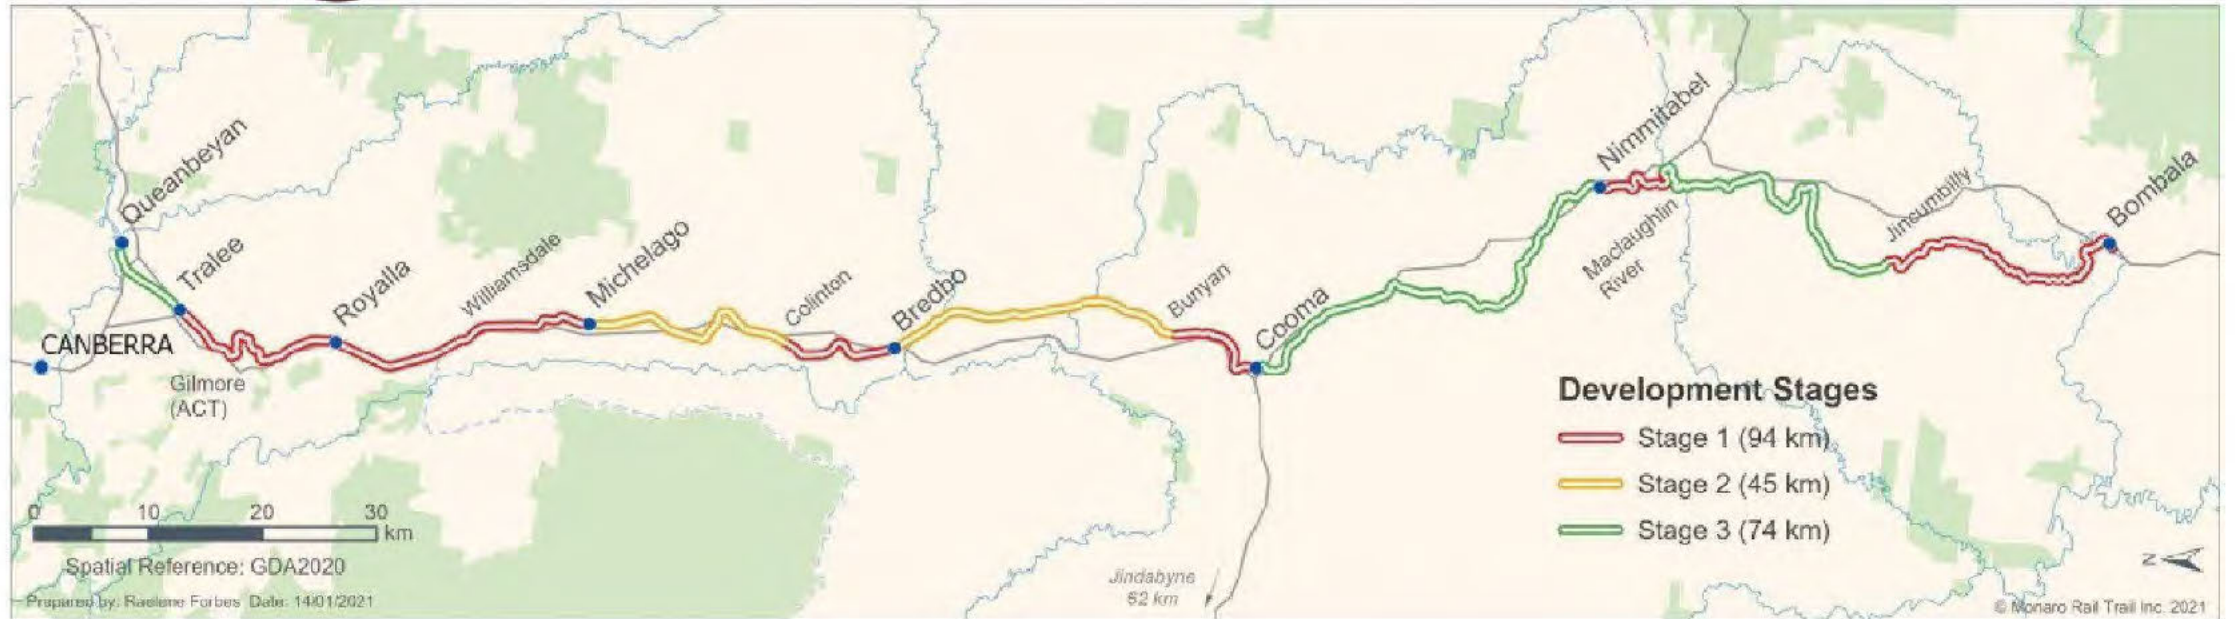 Queanbeyan
Tralee
CANBERRA
Gilmore
(ACT)
Royalla
Williamsdale
Michelago
Colinton
Bredbo
Bunyan
Cooma
Nimmitabel
Maclaughlin
River
Jincumbilly
Bombala
Development Stages
Stage 1 (94 km)
Stage 2 (45 km)
Stage 3 (74 km)
0 10 20 30
km
Spatial Reference: GDA2020
Prepared by: Raelene Forbes Date: 14/01/2021
Jindabyne
62 km
N
© Monaro Rail Trail Inc. 2021